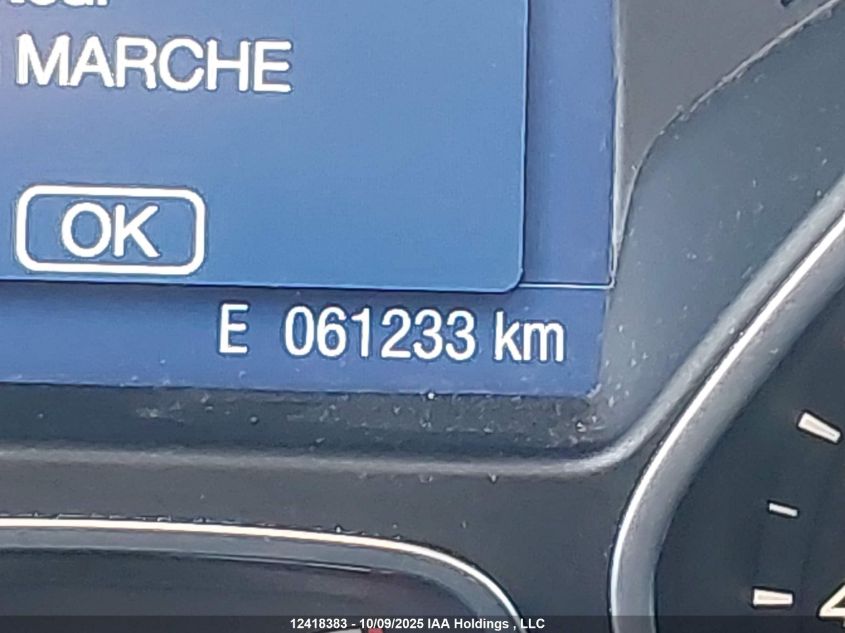 MARCHE
OK
E 061233 km
12418383 - 10/09/2025 IAA Holdings , LLC